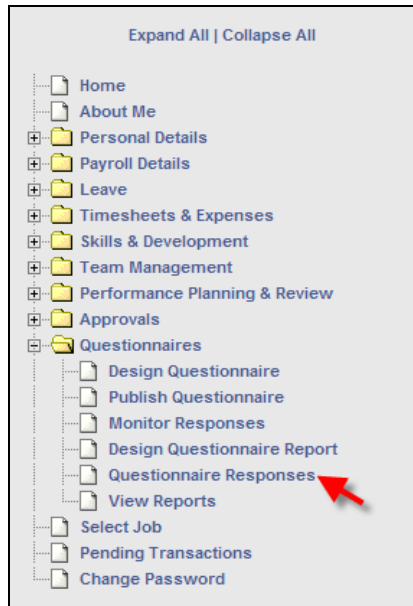 Expand All | Collapse All
Home
About Me
Personal Details
Payroll Details
Leave
Timesheets & Expenses
Skills & Development
Team Management
Performance Planning & Review
Approvals
Questionnaires
Design Questionnaire
Publish Questionnaire
Monitor Responses
Design Questionnaire Report
Questionnaire Responses
View Reports
Select Job
Pending Transactions
Change Password